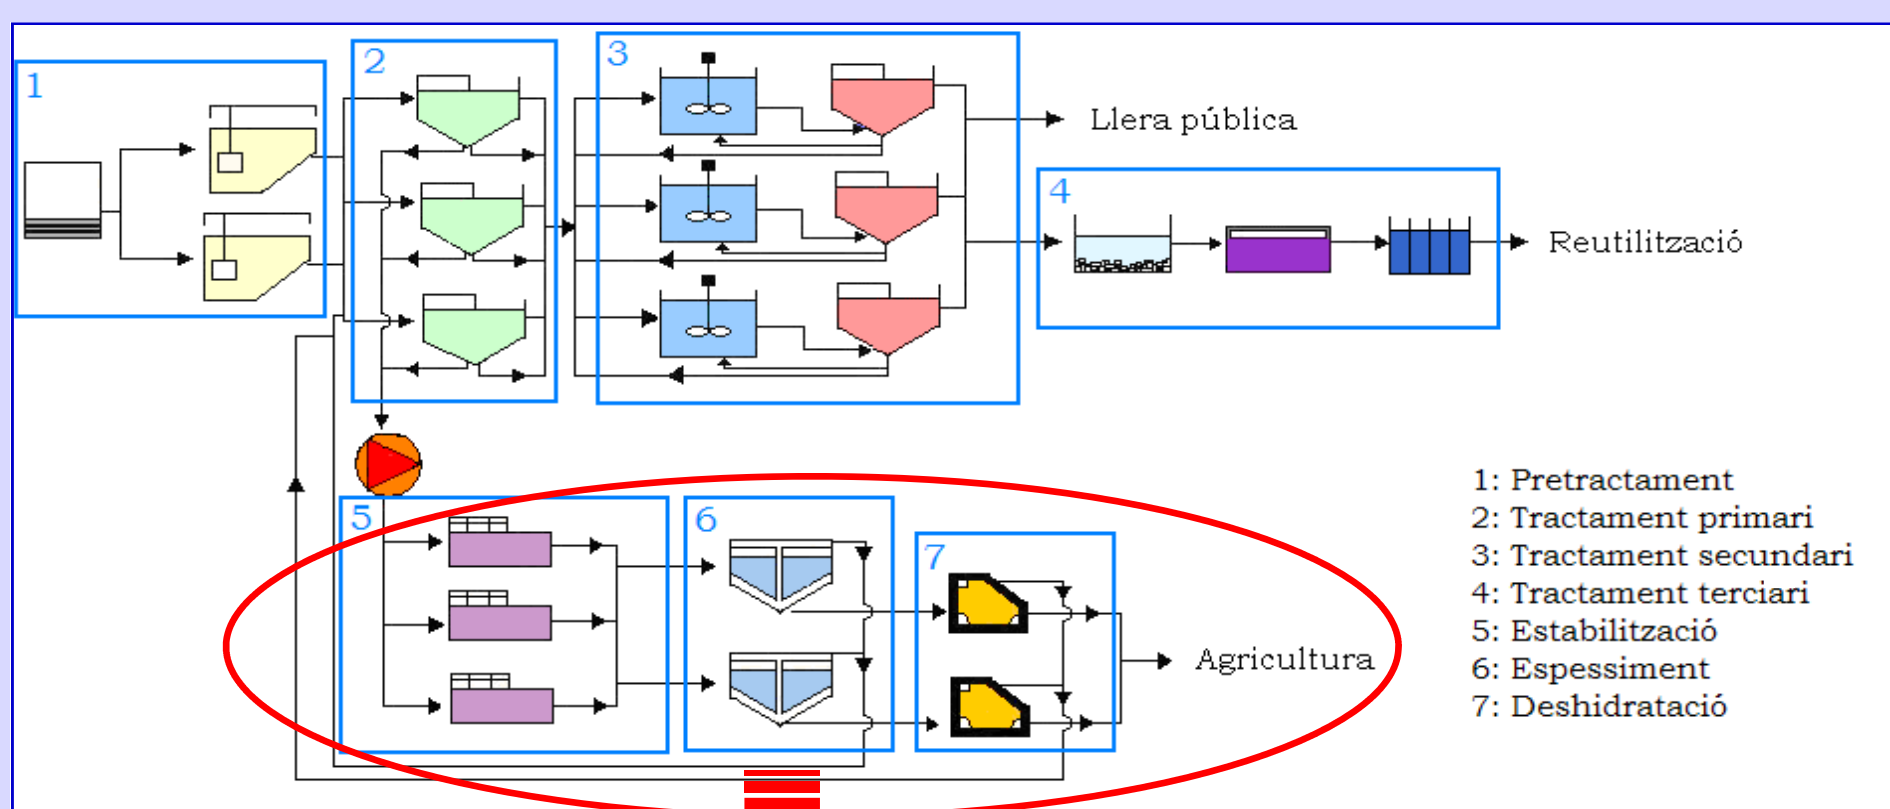 1
2
3
Llera pública
4
Reutilització
5
6
7
Agricultura
1: Pretractament
2: Tractament primari
3: Tractament secundari
4: Tractament terciari
5: Estabilització
6: Espessiment
7: Deshidratació